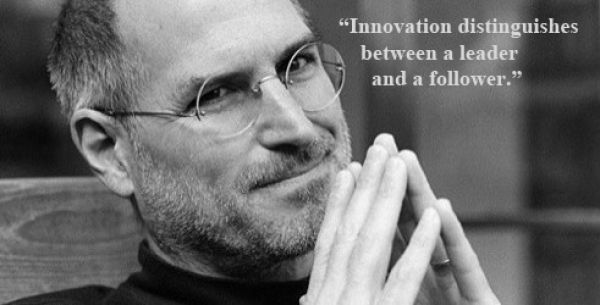 “Innovation distinguishes
between a leader
and a follower.”